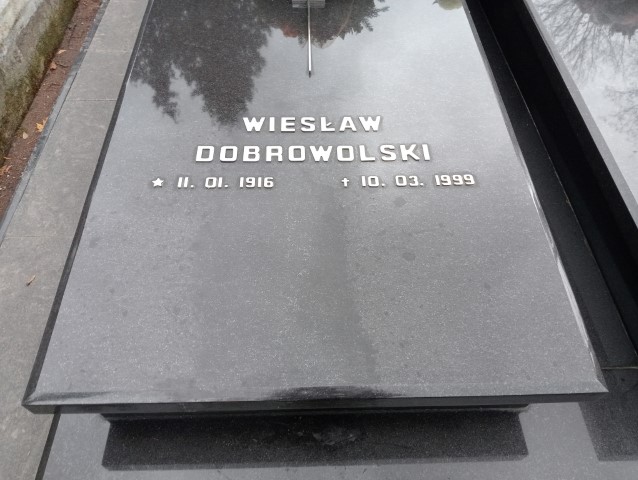 WIESŁAW
DOBROWOLSKI
★ 11. 01. 1916 ✝ 10. 03. 1999